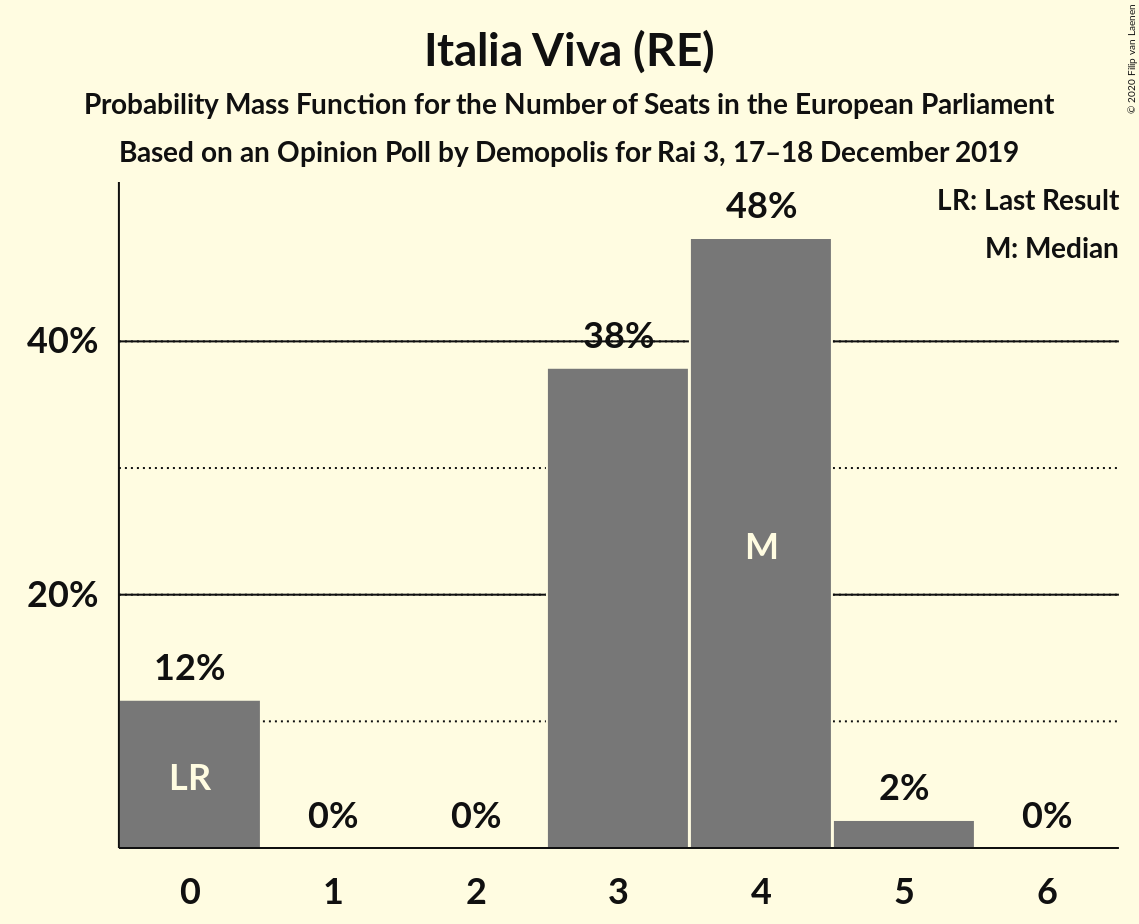 Italia Viva (RE)
Probability Mass Function for the Number of Seats in the European Parliament
Based on an Opinion Poll by Demopolis for Rai 3, 17–18 December 2019
© 2020 Filip van Laenen
LR: Last Result
M: Median
48%
40%
38%
M
20%
12%
LR
0%
0%
2%
0%
0
1
2
3
4
5
6